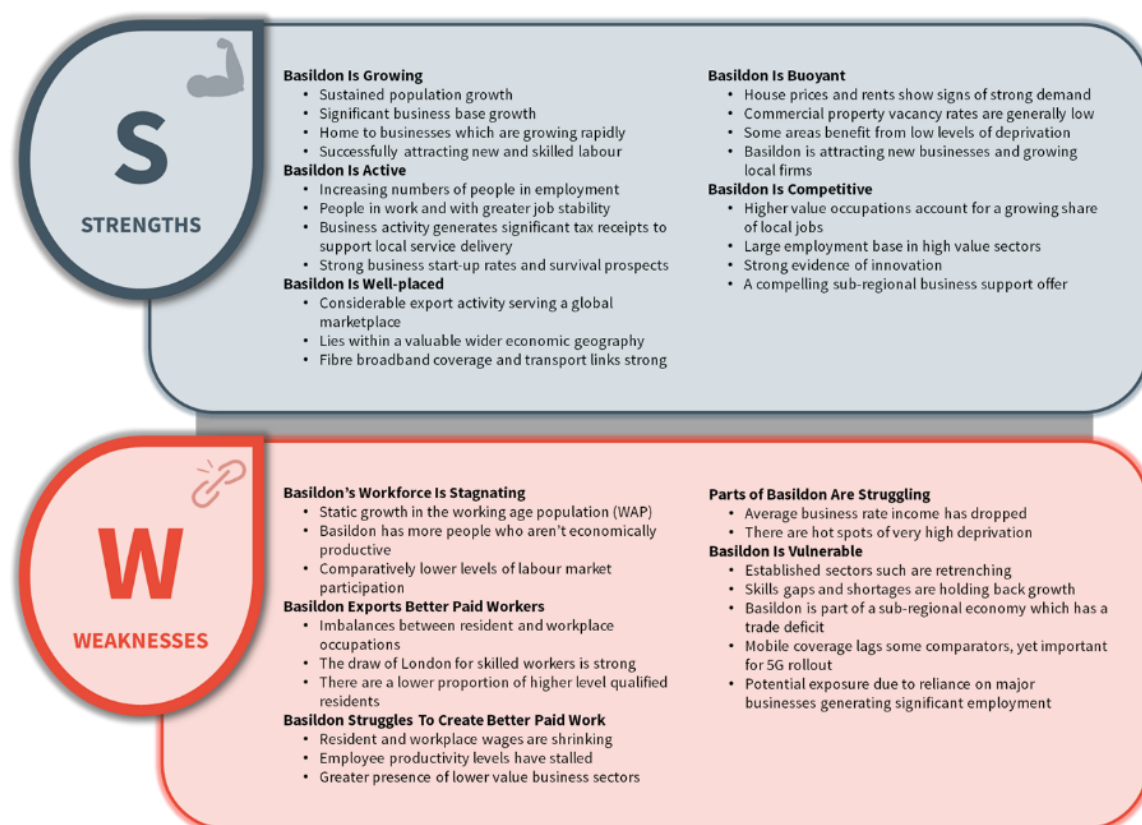 S
STRENGTHS
Basildon Is Growing
• Sustained population growth
• Significant business base growth
• Home to businesses which are growing rapidly
• Successfully attracting new and skilled labour
Basildon Is Active
• Increasing numbers of people in employment
• People in work and with greater job stability
• Business activity generates significant tax receipts to
support local service delivery
• Strong business start-up rates and survival prospects
Basildon Is Well-placed
• Considerable export activity serving a global
marketplace
• Lies within a valuable wider economic geography
• Fibre broadband coverage and transport links strong
Basildon Is Buoyant
• House prices and rents show signs of strong demand
• Commercial property vacancy rates are generally low
• Some areas benefit from low levels of deprivation
• Basildon is attracting new businesses and growing
local firms
Basildon Is Competitive
• Higher value occupations account for a growing share
of local jobs
• Large employment base in high value sectors
• Strong evidence of innovation
• A compelling sub-regional business support offer
W
WEAKNESSES
Basildon's Workforce Is Stagnating
• Static growth in the working age population (WAP)
• Basildon has more people who aren't economically
productive
• Comparatively lower levels of labour market
participation
Basildon Exports Better Paid Workers
• Imbalances between resident and workplace
occupations
• The draw of London for skilled workers is strong
• There are a lower proportion of higher level qualified
residents
Basildon Struggles To Create Better Paid Work
• Resident and workplace wages are shrinking
• Employee productivity levels have stalled
• Greater presence of lower value business sectors
Parts of Basildon Are Struggling
• Average business rate income has dropped
• There are hot spots of very high deprivation
Basildon Is Vulnerable
• Established sectors such are retrenching
• Skills gaps and shortages are holding back growth
• Basildon is part of a sub-regional economy which has a
trade deficit
• Mobile coverage lags some comparators, yet important
for 5G rollout
• Potential exposure due to reliance on major
businesses generating significant employment